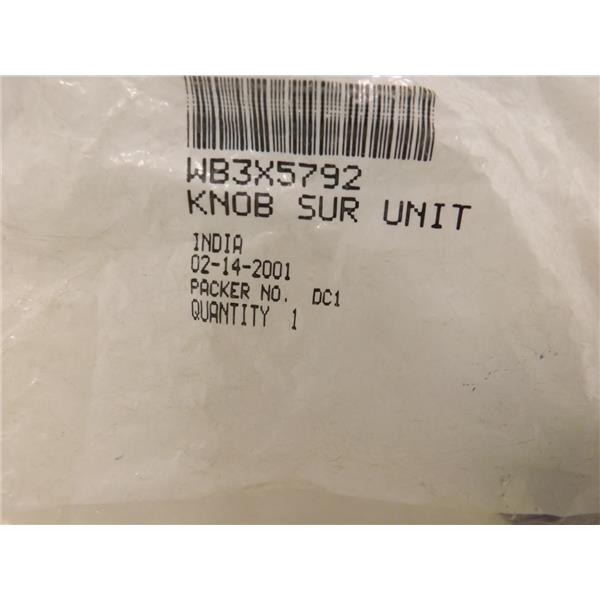 WB3X5792
KNOB SUR UNIT
INDIA
02-14-2001
PACKER NO. DC1
QUANTITY 1